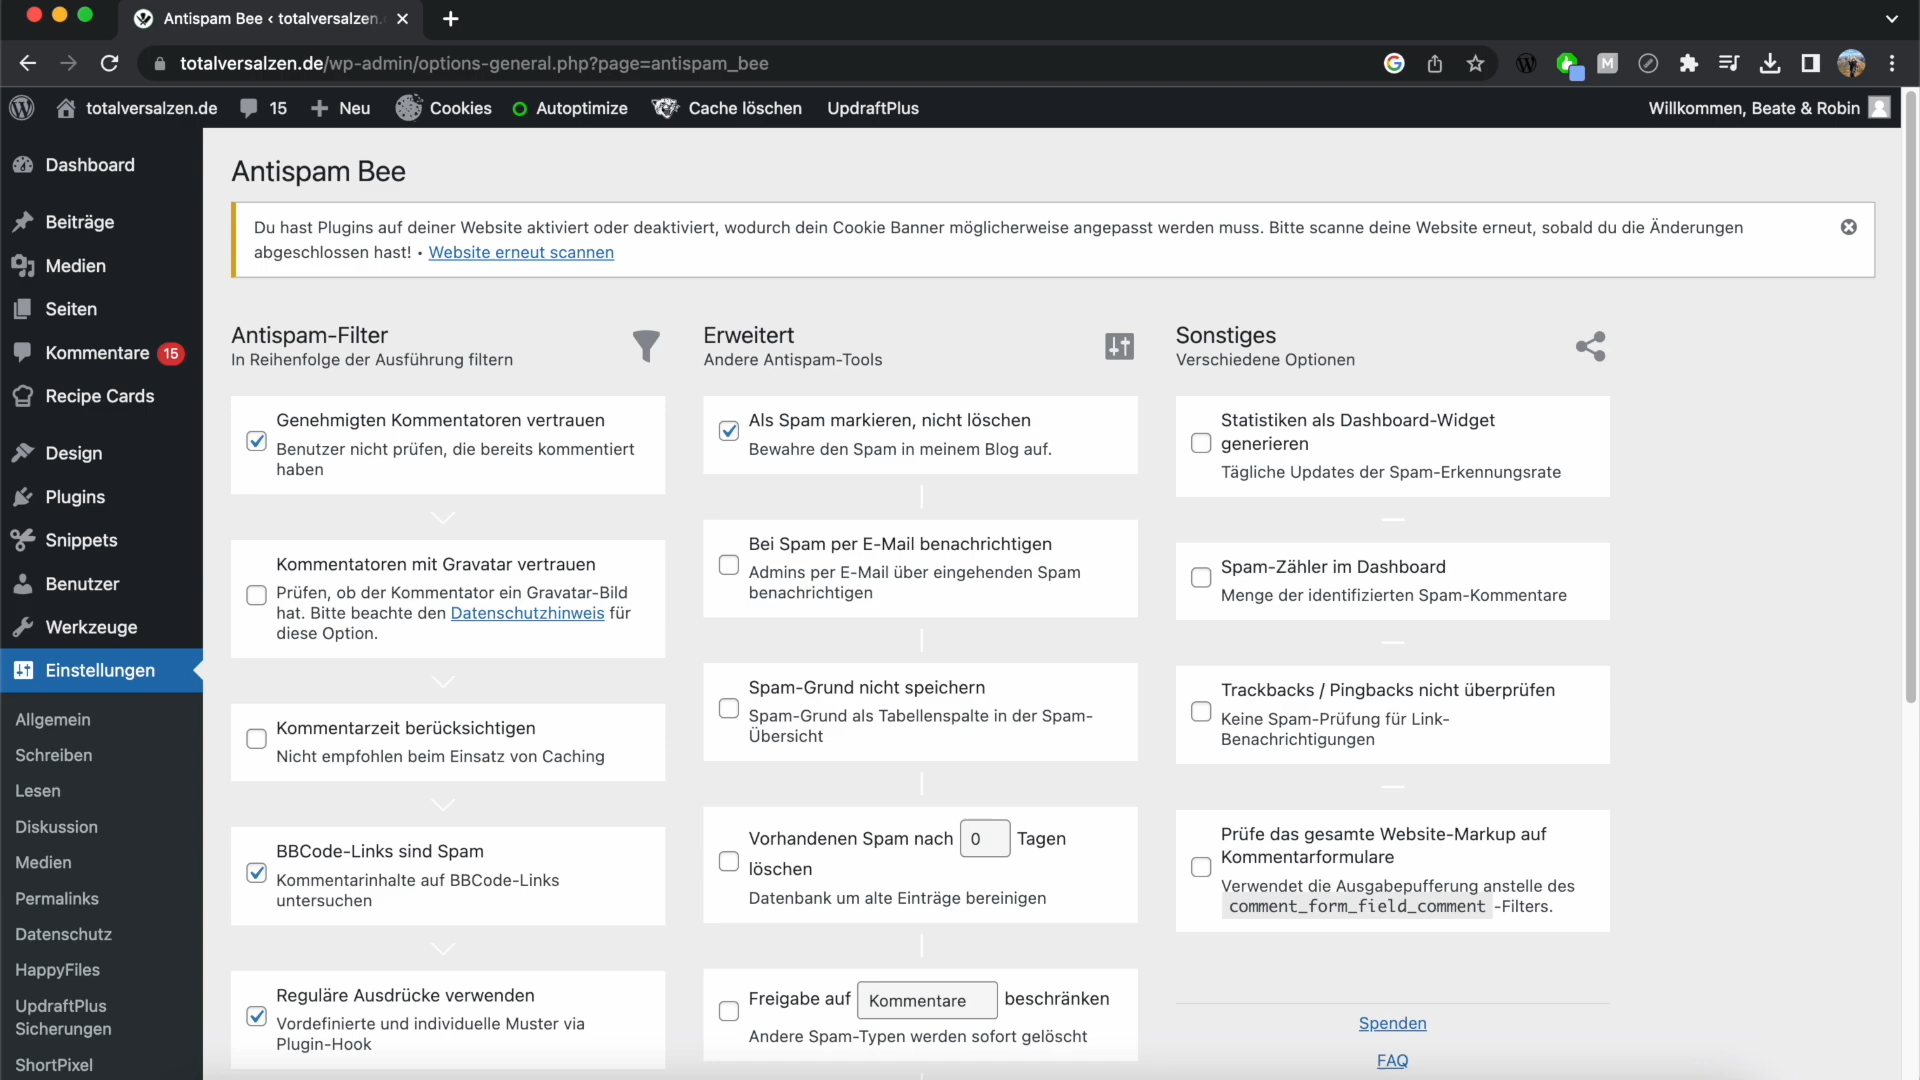 Antispam Bee ‹ totalversalzen.
totalversalzen.de/wp-admin/options-general.php?page=antispam_bee
totalversalzen.de
15
Neu
Cookies
Autoptimize
Cache löschen
UpdraftPlus
Willkommen, Beate & Robin
Dashboard
Beiträge
Medien
Seiten
Kommentare 15
Recipe Cards
Design
Plugins
Snippets
Benutzer
Werkzeuge
Einstellungen
Allgemein
Schreiben
Lesen
Diskussion
Medien
Permalinks
Datenschutz
HappyFiles
UpdraftPlus
Sicherungen
ShortPixel
Antispam Bee
Du hast Plugins auf deiner Website aktiviert oder deaktiviert, wodurch dein Cookie Banner möglicherweise angepasst werden muss. Bitte scanne deine Website erneut, sobald du die Änderungen
abgeschlossen hast! • Website erneut scannen
Antispam-Filter
In Reihenfolge der Ausführung filtern
Genehmigten Kommentatoren vertrauen
Benutzer nicht prüfen, die bereits kommentiert
haben
Kommentatoren mit Gravatar vertrauen
Prüfen, ob der Kommentator ein Gravatar-Bild
hat. Bitte beachte den Datenschutzhinweis für
diese Option.
Kommentarzeit berücksichtigen
Nicht empfohlen beim Einsatz von Caching
BBCode-Links sind Spam
Kommentarinhalte auf BBCode-Links
untersuchen
Reguläre Ausdrücke verwenden
Vordefinierte und individuelle Muster via
Plugin-Hook
Erweitert
Andere Antispam-Tools
Als Spam markieren, nicht löschen
Bewahre den Spam in meinem Blog auf.
Bei Spam per E-Mail benachrichtigen
Admins per E-Mail über eingehenden Spam
benachrichtigen
Spam-Grund nicht speichern
Spam-Grund als Tabellenspalte in der Spam-
Übersicht
Vorhandenen Spam nach 0 Tagen
löschen
Datenbank um alte Einträge bereinigen
Freigabe auf Kommentare beschränken
Andere Spam-Typen werden sofort gelöscht
Sonstiges
Verschiedene Optionen
Statistiken als Dashboard-Widget
generieren
Tägliche Updates der Spam-Erkennungsrate
Spam-Zähler im Dashboard
Menge der identifizierten Spam-Kommentare
Trackbacks / Pingbacks nicht überprüfen
Keine Spam-Prüfung für Link-
Benachrichtigungen
Prüfe das gesamte Website-Markup auf
Kommentarformulare
Verwendet die Ausgabepufferung anstelle des
comment_form_field_comment -Filters.
Spenden
FAQ